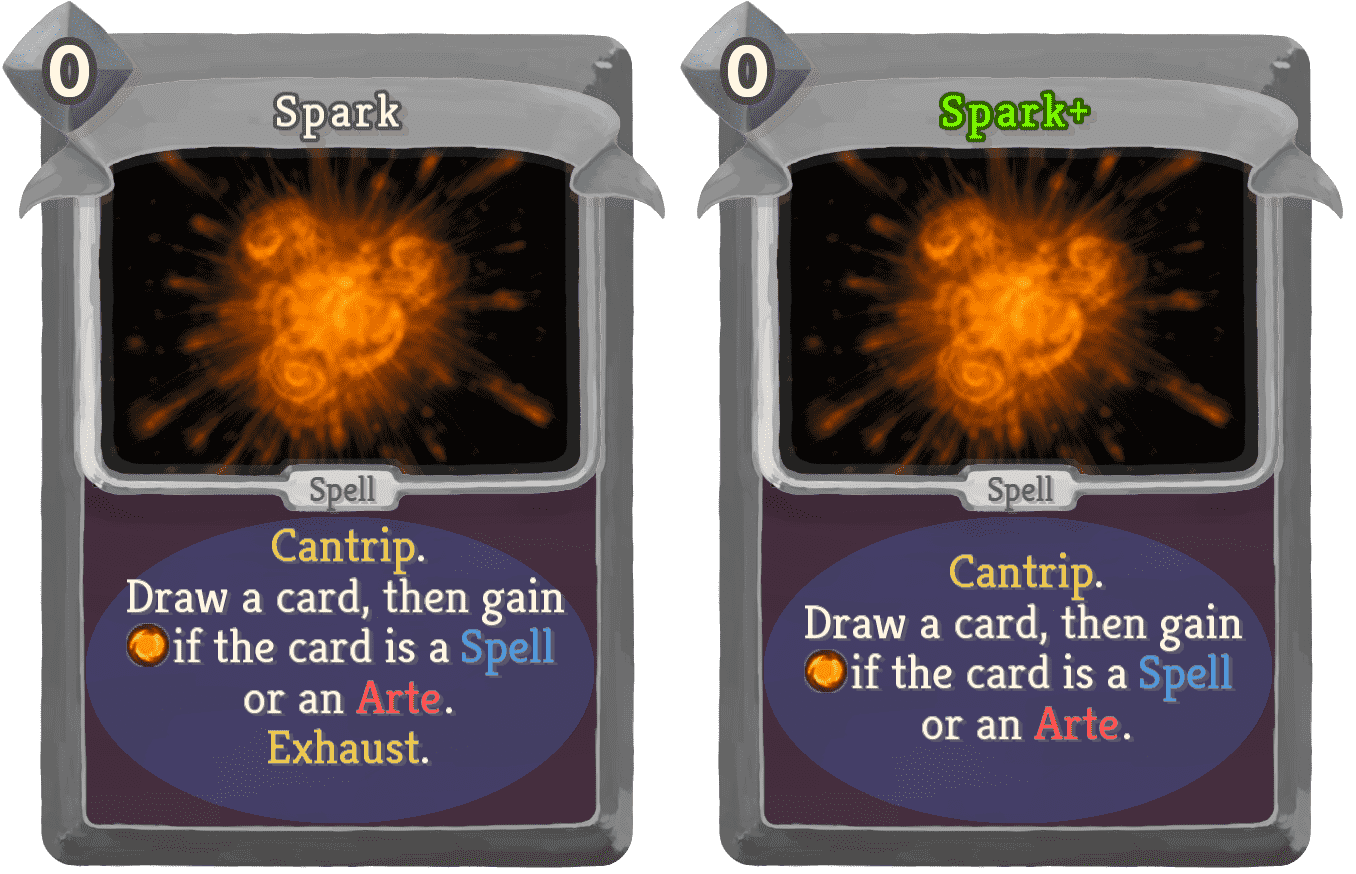 0
Spark
Spell
Cantrip.
Draw a card, then gain
if the card is a Spell
or an Arte.
Exhaust.
0
Spark+
Spell
Cantrip.
Draw a card, then gain
if the card is a Spell
or an Arte.